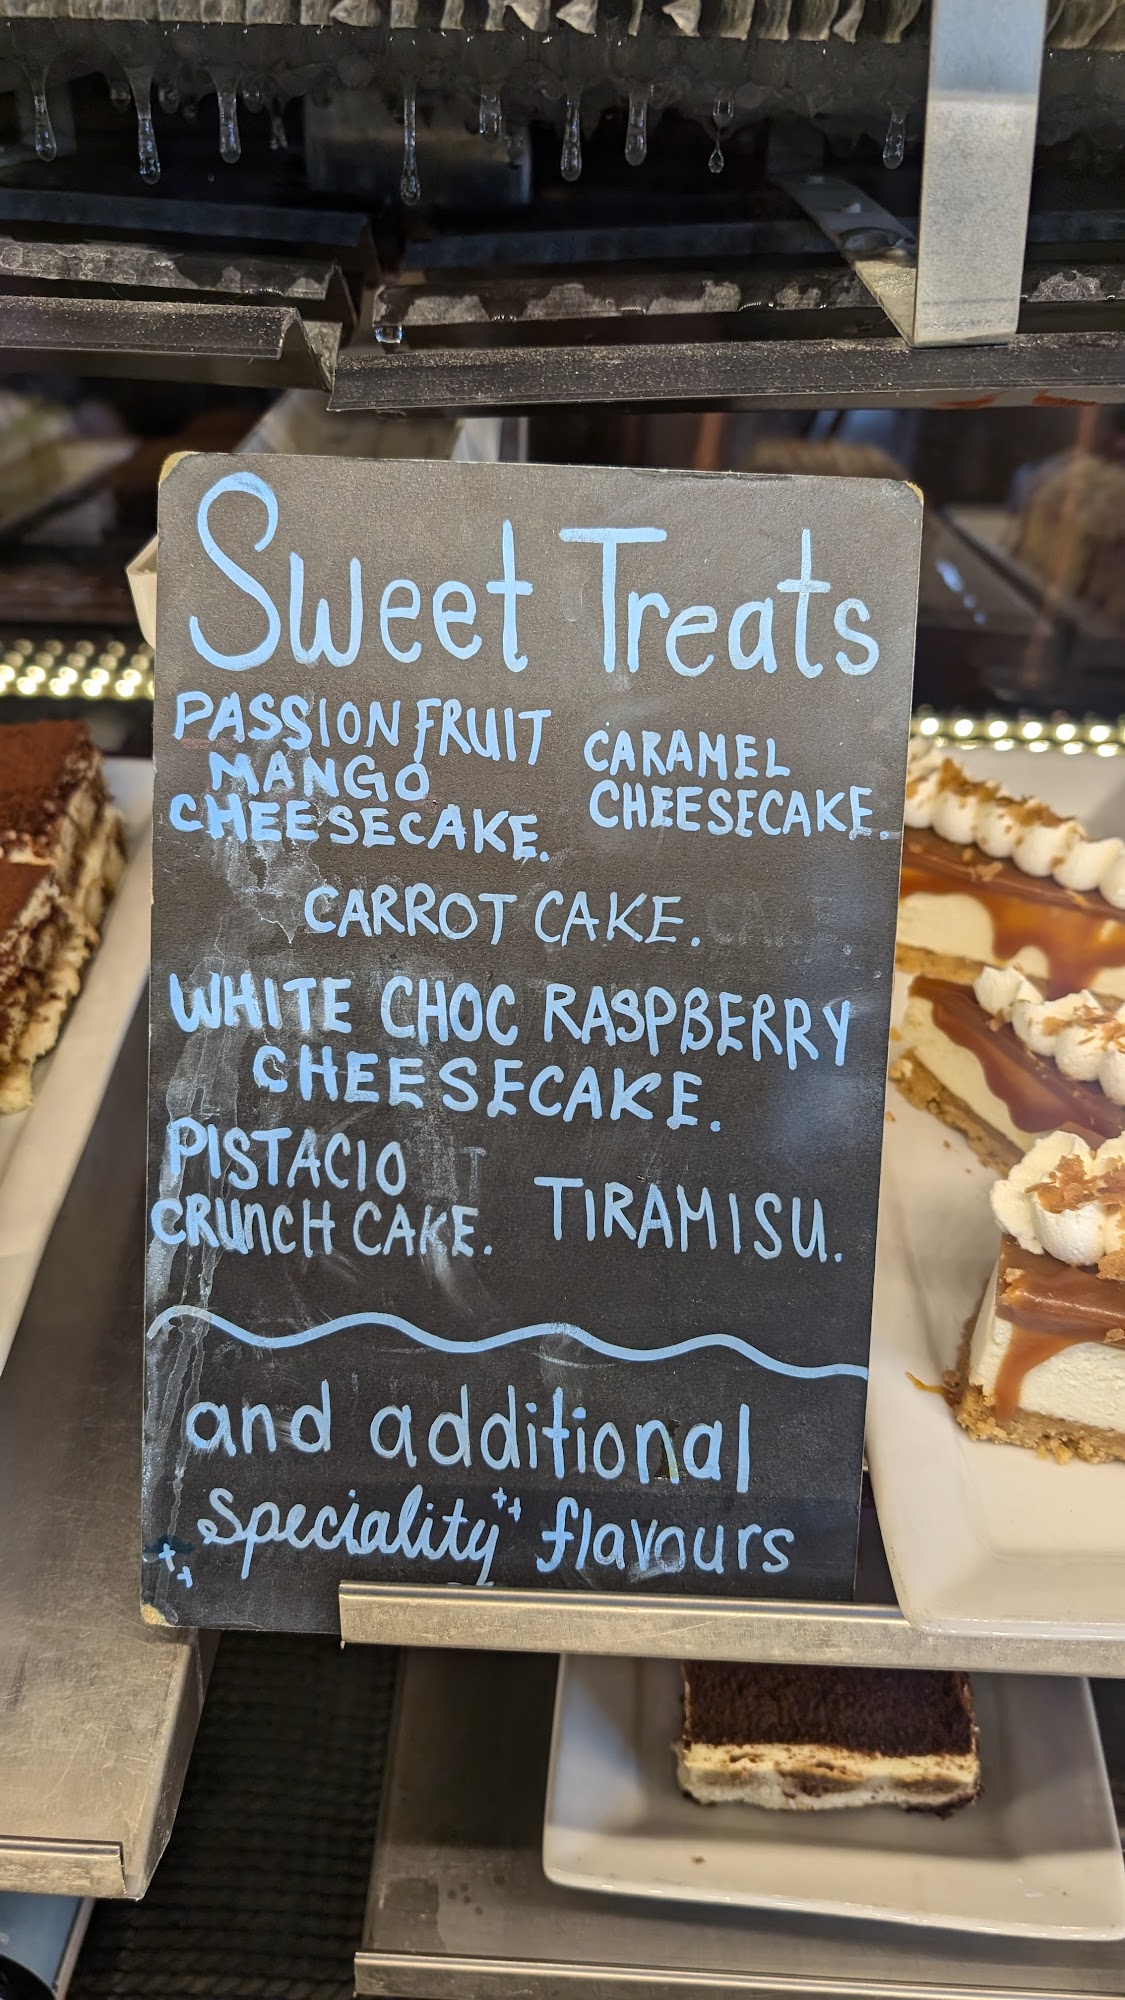 Sweet Treats
PASSION FRUIT
MANGO
CHEESECAKE.
CARAMEL
CHEESECAKE.
CARROT CAKE.
WHITE CHOC RASPBERRY
CHEESECAKE.
PISTACIO
CRUNCH CAKE.
TIRAMISU.
and additional
speciality flavours